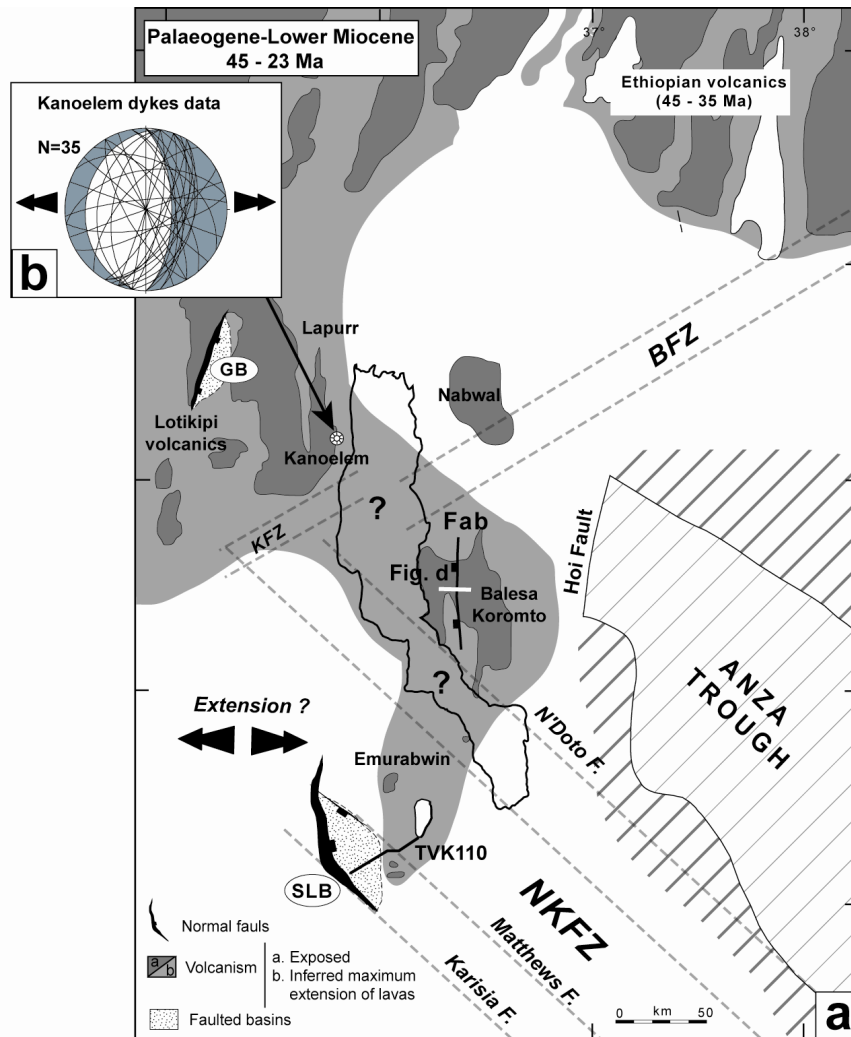 Palaeogene-Lower Miocene
45 - 23 Ma
37°
38°
Ethiopian volcanics
(45 - 35 Ma)
Kanoelem dykes data
N=35
b
BFZ
Lapurr
GB
Nabwal
Lotikipi
volcanics
Kanoelem
?
KFZ
Fab
Fig. d
Balesa
Koromto
Hoi Fault
ANZA
TROUGH
?
Extension ?
N'Doto F.
Emurabwin
TVK110
SLB
NKFZ
Matthews F.
Karisia F.
Normal fauls
a
b
Volcanism
a. Exposed
b. Inferred maximum
extension of lavas
Faulted basins
0 km 50
a